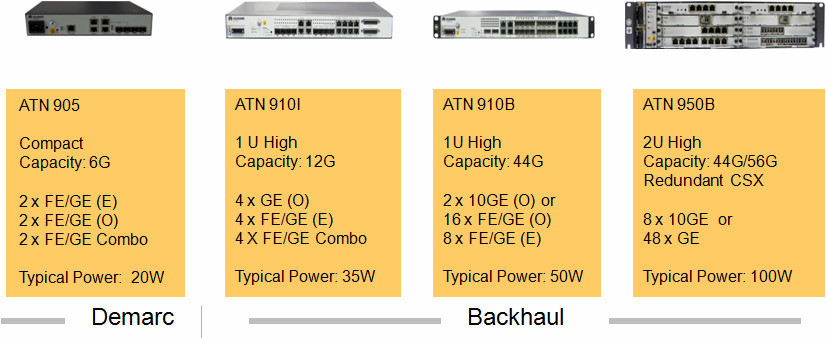 ATN 905
Compact
Capacity: 6G
2 x FE/GE (E)
2 x FE/GE (O)
2 x FE/GE Combo
Typical Power: 20W
ATN 910I
1 U High
Capacity: 12G
4 x GE (O)
4 x FE/GE (E)
4 X FE/GE Combo
Typical Power: 35W
ATN 910B
1U High
Capacity: 44G
2 x 10GE (O) or
16 x FE/GE (O)
8 x FE/GE (E)
Typical Power: 50W
ATN 950B
2U High
Capacity: 44G/56G
Redundant CSX
8 x 10GE or
48 x GE
Typical Power: 100W
Demarc
Backhaul